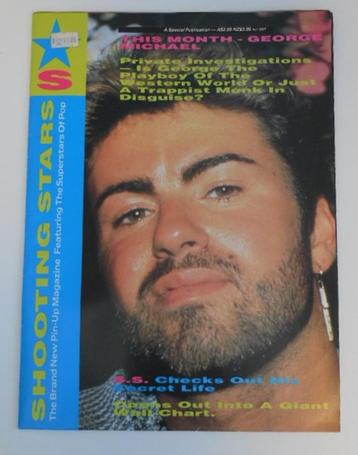 A Special Publication — A$2.95 NZ$3.95
THIS MONTH - GEORGE
MICHAEL
Private Investigations
— Is George The
Playboy Of The
Western World Or Just
A Trappist Monk In
Disguise?
S
SHOOTING STARS
The Brand New Pin-Up Magazine Featuring The Superstars Of Pop
S.S. Checks Out His
Secret Life
Opens Out Into A Giant
Wall Chart.